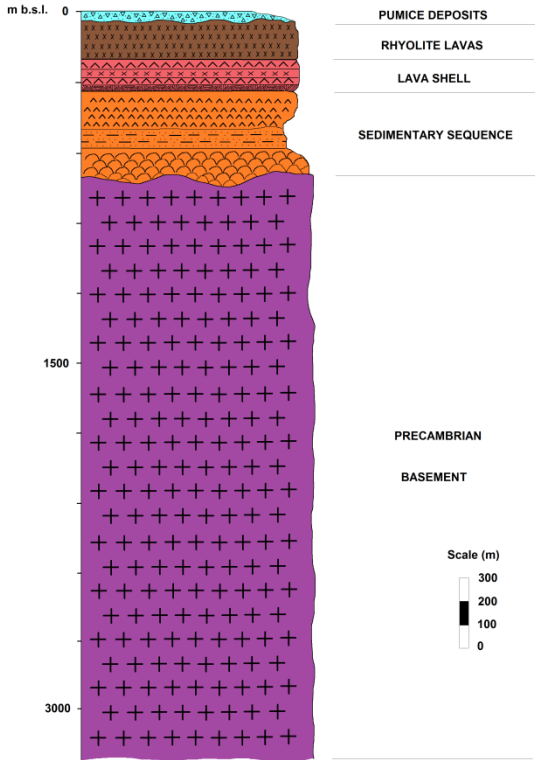 m b.s.l.
0
PUMICE DEPOSITS
RHYOLITE LAVAS
LAVA SHELL
SEDIMENTARY SEQUENCE
1500
PRECAMBRIAN
BASEMENT
Scale (m)
300
200
100
0
3000